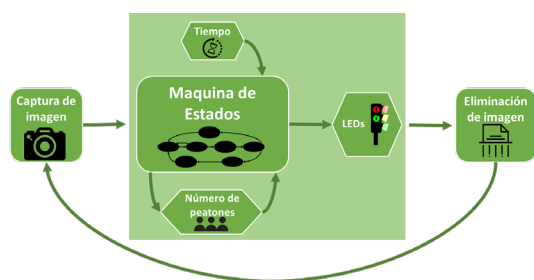 Tiempo
Captura de
imagen
Maquina de
Estados
LEDs
Eliminación
de imagen
Número de
peatones